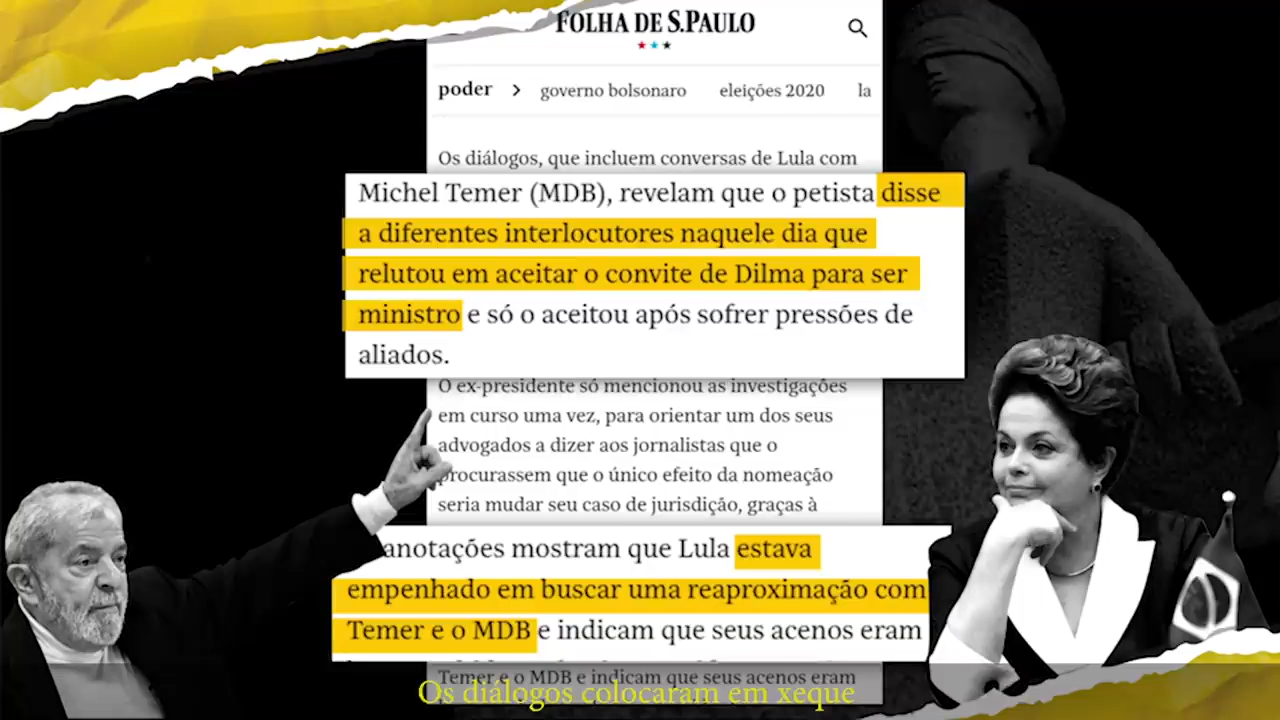 FOLHA DE S.PAULO
poder > governo bolsonaro eleições 2020 la
Os diálogos, que incluem conversas de Lula com
Michel Temer (MDB), revelam que o petista disse
a diferentes interlocutores naquele dia que
relutou em aceitar o convite de Dilma para ser
ministro e só o aceitou após sofrer pressões de
aliados.
O ex-presidente só mencionou as investigações
em curso uma vez, para orientar um dos seus
advogados a dizer aos jornalistas que o
procurassem que o único efeito da nomeação
seria mudar seu caso de jurisdição, graças à
anotações mostram que Lula estava
empenhado em buscar uma reaproximação com
Temer e o MDB e indicam que seus acenos eram
Temer e o MDB e indicam que seus acenos eram
Os diálogos colocaram em xeque